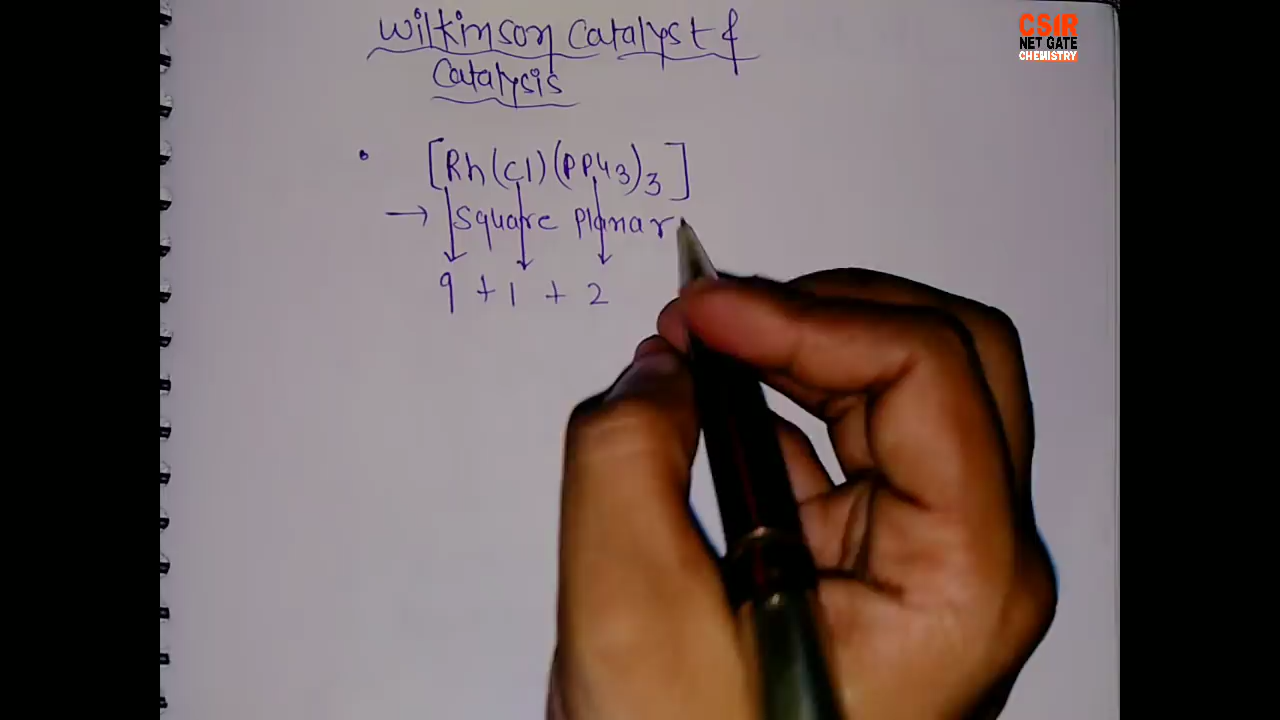 Wilkinson Catalyst &
Catalysis
CSIR
NET GATE
CHEMISTRY
• [Rh(Cl)(PPh3)3]
→ Square Planar
9 + 1 + 2